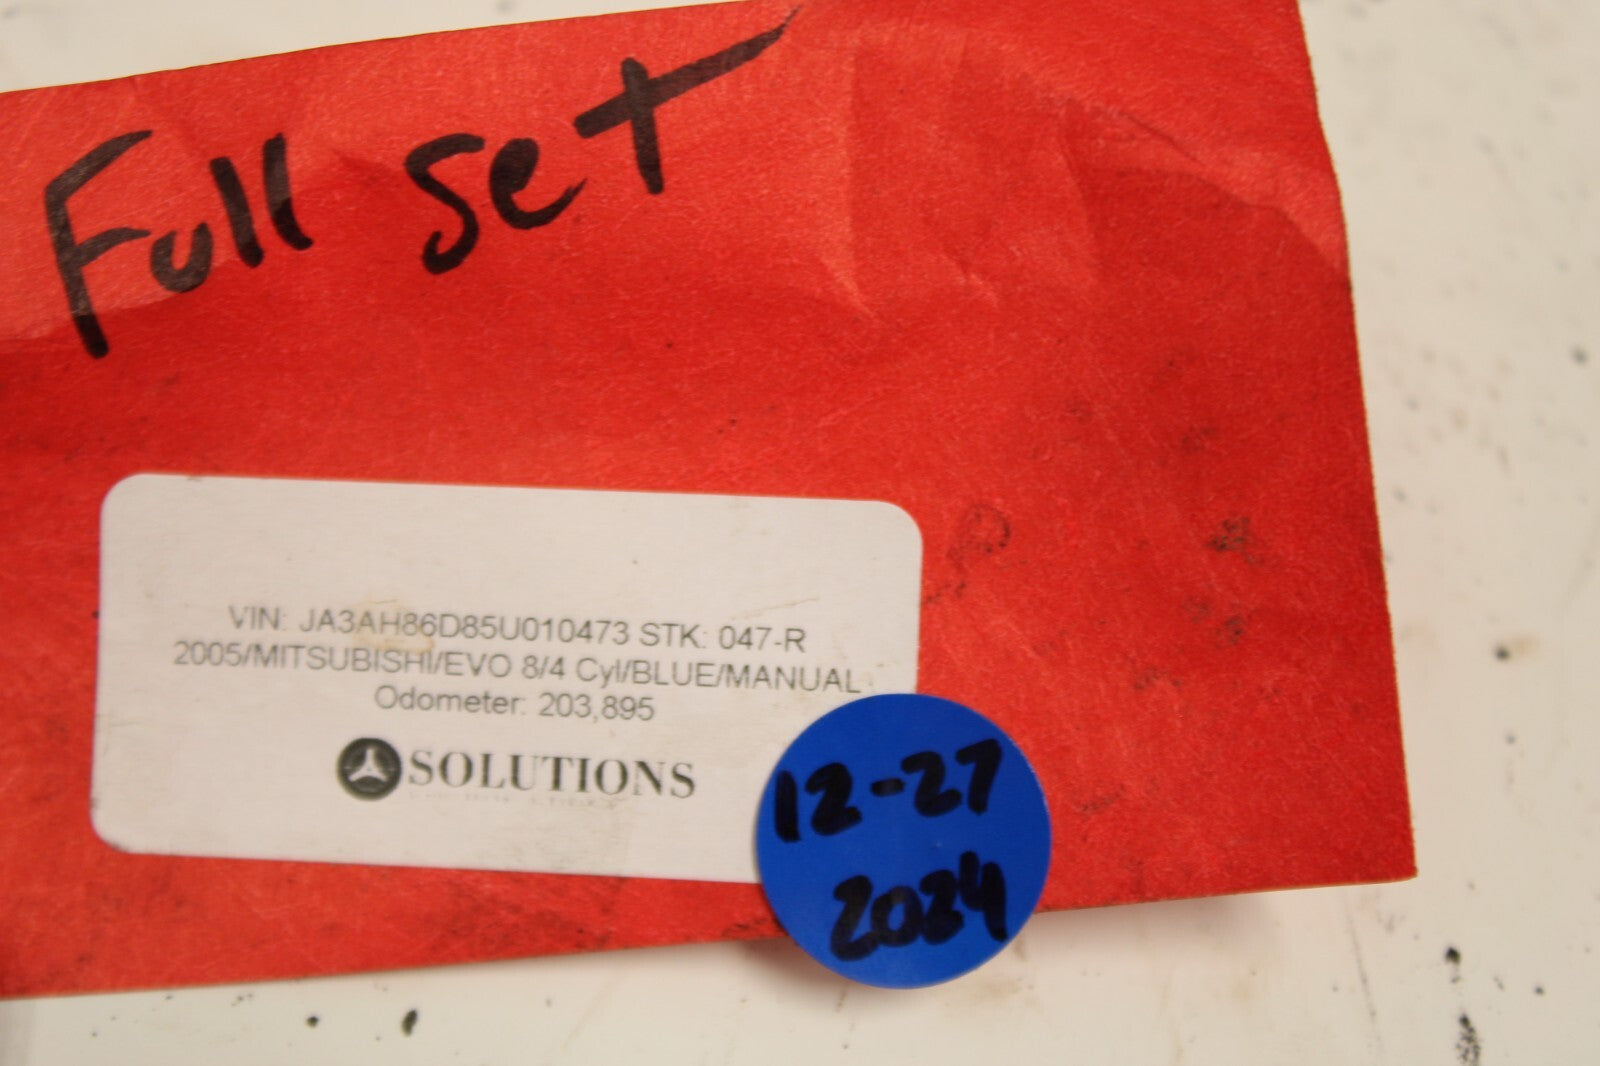 Full Set
VIN: JA3AH86D85U010473 STK: 047-R
2005/MITSUBISHI/EVO 8/4 Cyl/BLUE/MANUAL
Odometer: 203,895
SOLUTIONS
12-27
2024